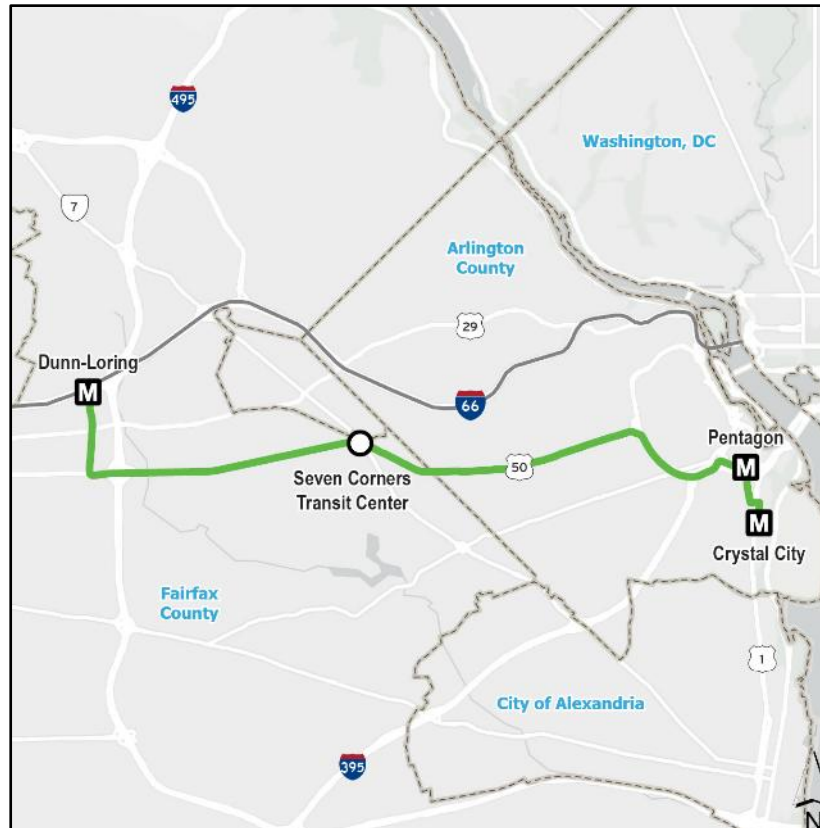 495
Washington, DC
7
Arlington
County
29
Dunn-Loring
M
66
Pentagon
M
50
Seven Corners
Transit Center
M
Crystal City
Fairfax
County
1
City of Alexandria
395
N